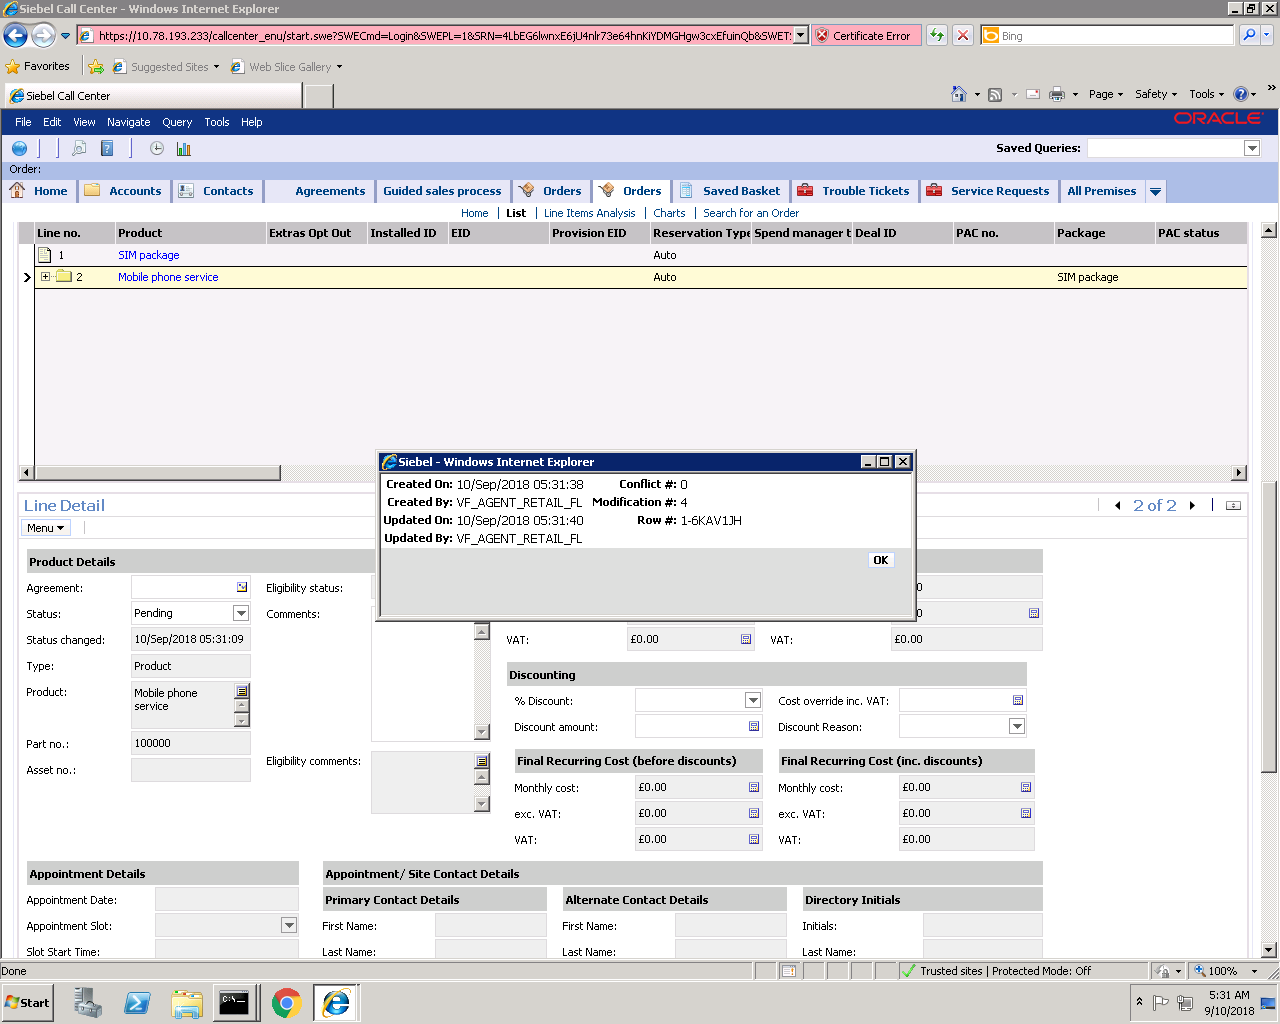 Siebel Call Center - Windows Internet Explorer
https://10.78.193.233/callcenter_enu/start.swe?SWECmd=Login&SWEPL=1&SRN=4LbEG6lwnxE6jU4nlr73e64hnKiYDMGHgw3cxEfuinQb&SWET:
Certificate Error
Bing
Favorites
Suggested Sites
Web Slice Gallery
Siebel Call Center
Page
Safety
Tools
File Edit View Navigate Query Tools Help
ORACLE
Saved Queries:
Order:
Home Accounts Contacts Agreements Guided sales process Orders Orders Saved Basket Trouble Tickets Service Requests All Premises
Home List Line Items Analysis Charts Search for an Order
Line no. Product Extras Opt Out Installed ID EID Provision EID Reservation Type Spend manager t Deal ID PAC no. Package PAC status
1 SIM package Auto
2 Mobile phone service Auto SIM package
Siebel - Windows Internet Explorer
Created On: 10/Sep/2018 05:31:38 Conflict #: 0
Created By: VF_AGENT_RETAIL_FL Modification #: 4
Updated On: 10/Sep/2018 05:31:40 Row #: 1-6KAV1JH
Updated By: VF_AGENT_RETAIL_FL
OK
Line Detail
2 of 2
Menu
Product Details
Agreement:
Eligibility status:
Status: Pending
Comments:
Status changed: 10/Sep/2018 05:31:09
VAT: £0.00
VAT: £0.00
Type: Product
Product: Mobile phone
service
Part no.: 100000
Asset no.:
Eligibility comments:
Discounting
% Discount:
Cost override inc. VAT:
Discount amount:
Discount Reason:
Final Recurring Cost (before discounts)
Final Recurring Cost (inc. discounts)
Monthly cost: £0.00
Monthly cost: £0.00
exc. VAT: £0.00
exc. VAT: £0.00
VAT: £0.00
VAT: £0.00
Appointment Details
Appointment/ Site Contact Details
Appointment Date:
Primary Contact Details
Alternate Contact Details
Directory Initials
Appointment Slot:
First Name:
First Name:
Initials:
Slot Start Time:
Last Name:
Last Name:
Last Name:
Done
Trusted sites | Protected Mode: Off
100%
Start
5:31 AM
9/10/2018